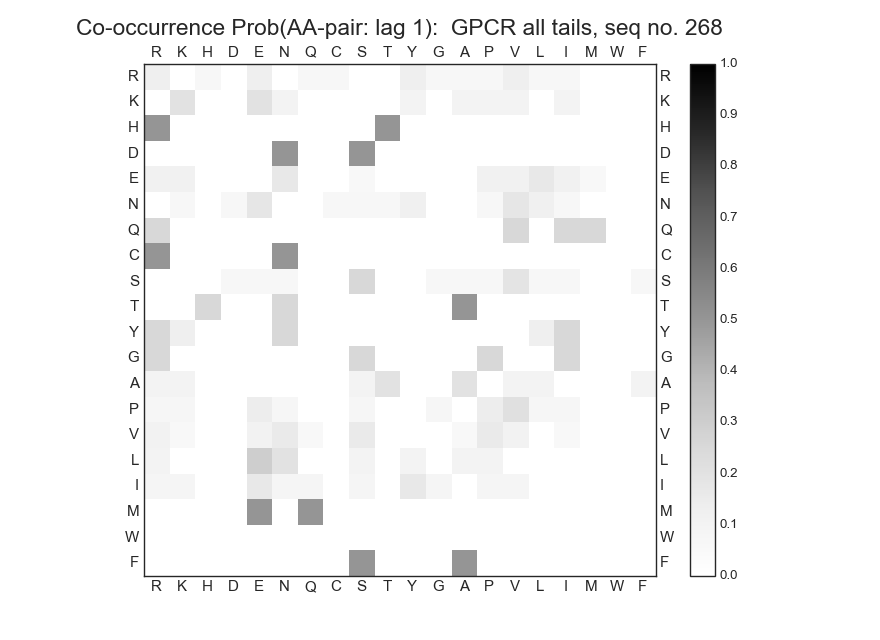 Co-occurrence Prob(AA-pair: lag 1):  GPCR all tails, seq no. 268
R K H D E N Q C S T Y G A P V L I M W F
R R 1.0
K K 0.9
H H
D D 0.8
E E
N N 0.7
Q Q 0.6
C C
S S 0.5
T T
Y Y 0.4
G G
A A 0.3
P P
V V 0.2
L L
I I 0.1
M M
W W
F F 0.0
R K H D E N Q C S T Y G A P V L I M W F